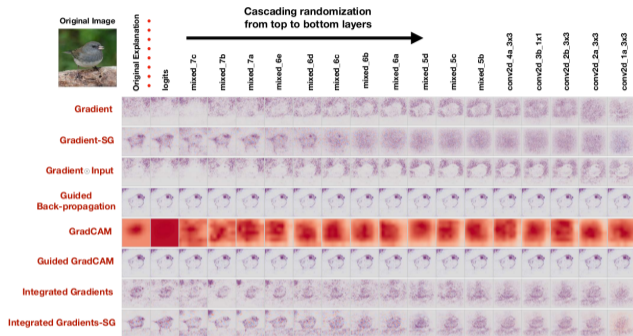 Original Image
Cascading randomization
from top to bottom layers
Original Explanation
logits
mixed_7c
mixed_7b
mixed_7a
mixed_6e
mixed_6d
mixed_6c
mixed_6b
mixed_6a
mixed_5d
mixed_5c
mixed_5b
conv2d_4a_3x3
conv2d_3b_1x1
conv2d_2b_3x3
conv2d_2a_3x3
conv2d_1a_3x3
Gradient
Gradient-SG
Gradient⊙Input
Guided
Back-propagation
GradCAM
Guided GradCAM
Integrated Gradients
Integrated Gradients-SG